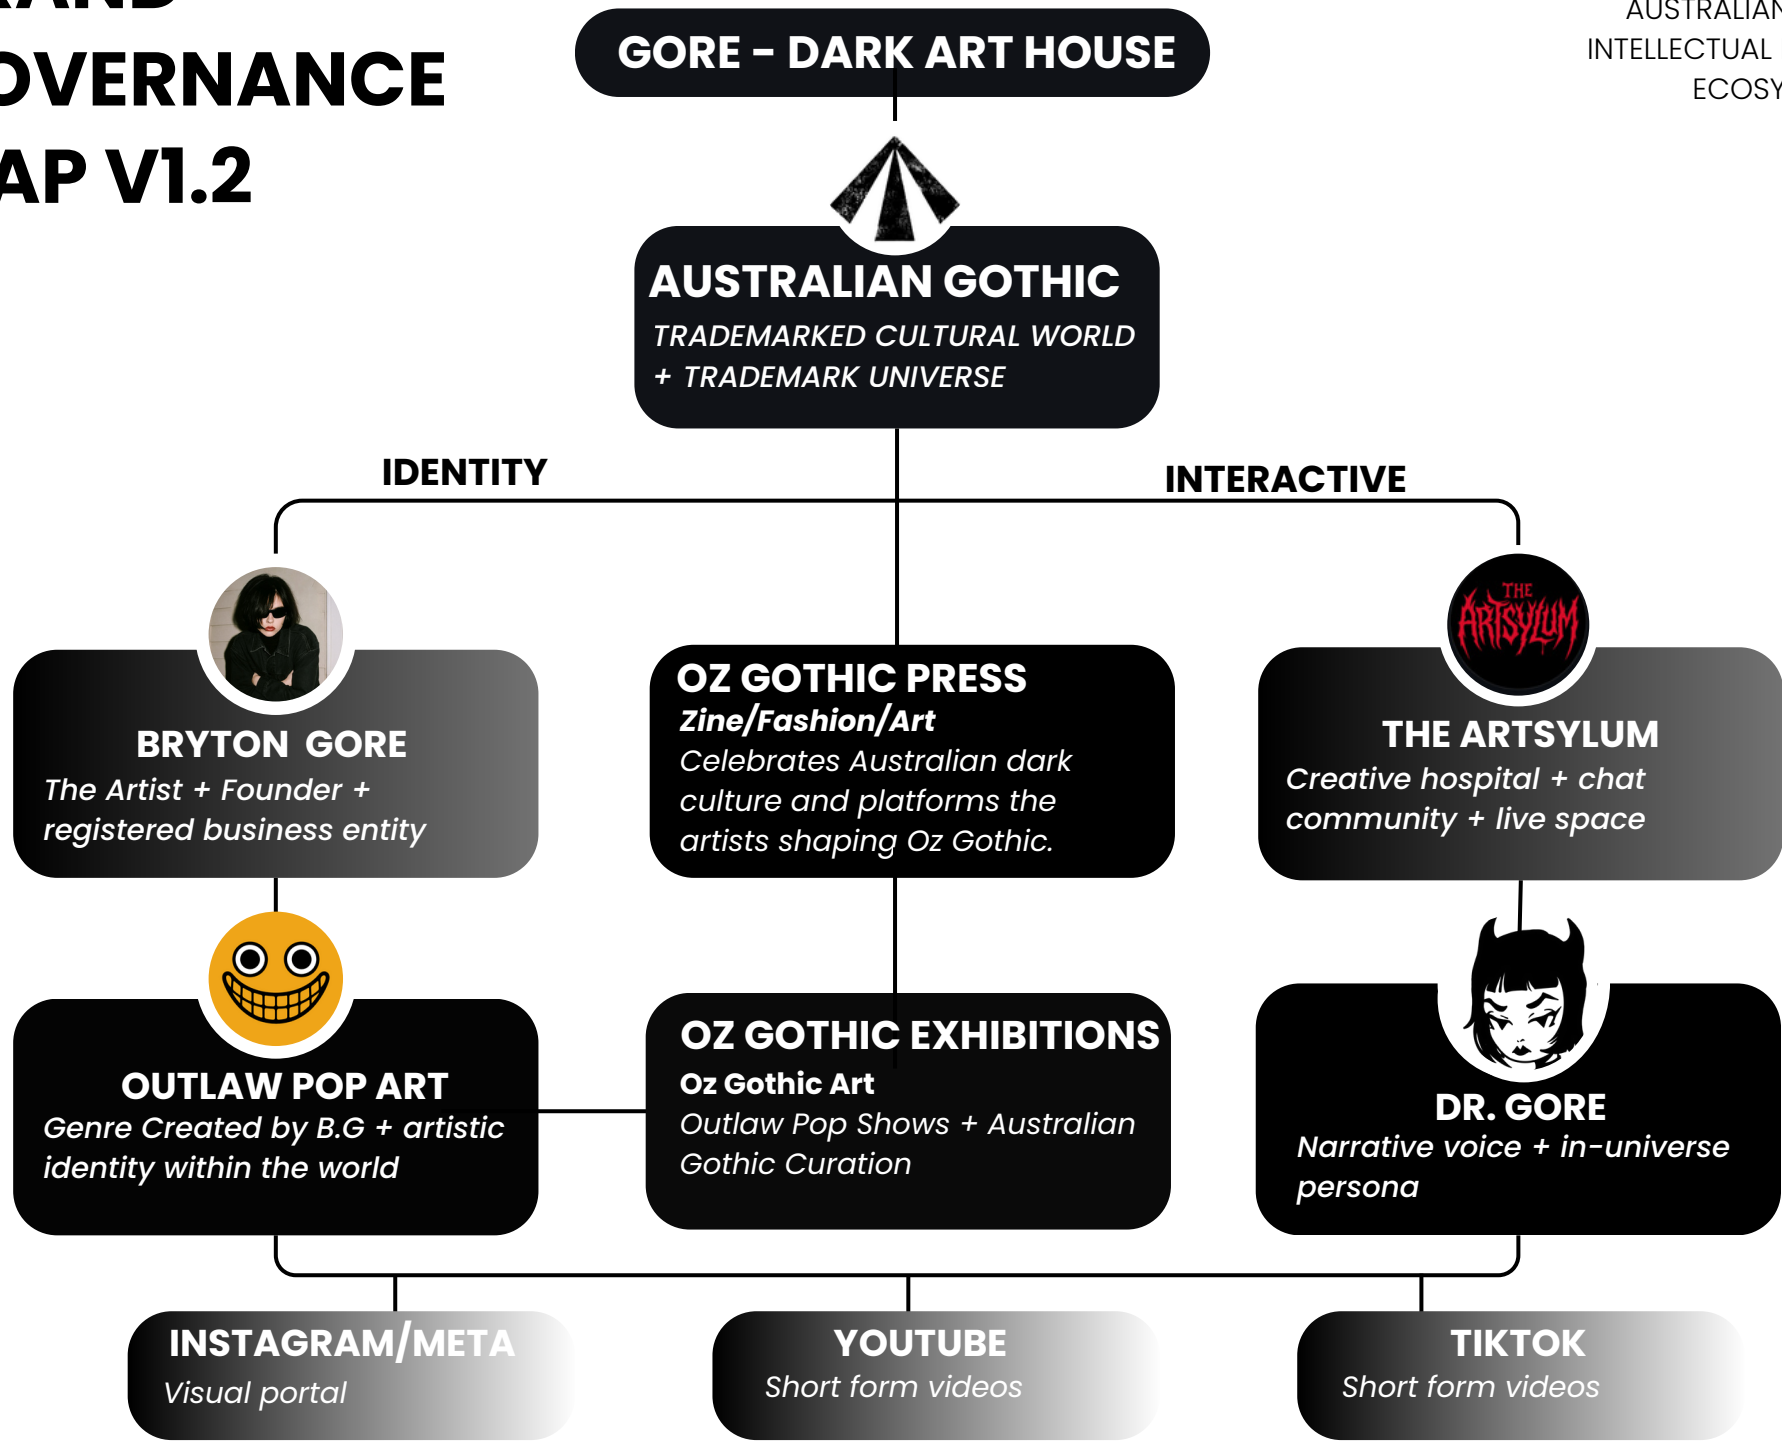 RAND
OVERNANCE
AP V1.2
GORE - DARK ART HOUSE
AUSTRALIAN
INTELLECTUAL
ECOSY
AUSTRALIAN GOTHIC
TRADEMARKED CULTURAL WORLD
+ TRADEMARK UNIVERSE
IDENTITY
INTERACTIVE
BRYTON GORE
The Artist + Founder +
registered business entity
OZ GOTHIC PRESS
Zine/Fashion/Art
Celebrates Australian dark
culture and platforms the
artists shaping Oz Gothic.
THE
ARTSYLUM
THE ARTSYLUM
Creative hospital + chat
community + live space
OUTLAW POP ART
Genre Created by B.G + artistic
identity within the world
OZ GOTHIC EXHIBITIONS
Oz Gothic Art
Outlaw Pop Shows + Australian
Gothic Curation
DR. GORE
Narrative voice + in-universe
persona
INSTAGRAM/META
Visual portal
YOUTUBE
Short form videos
TIKTOK
Short form videos